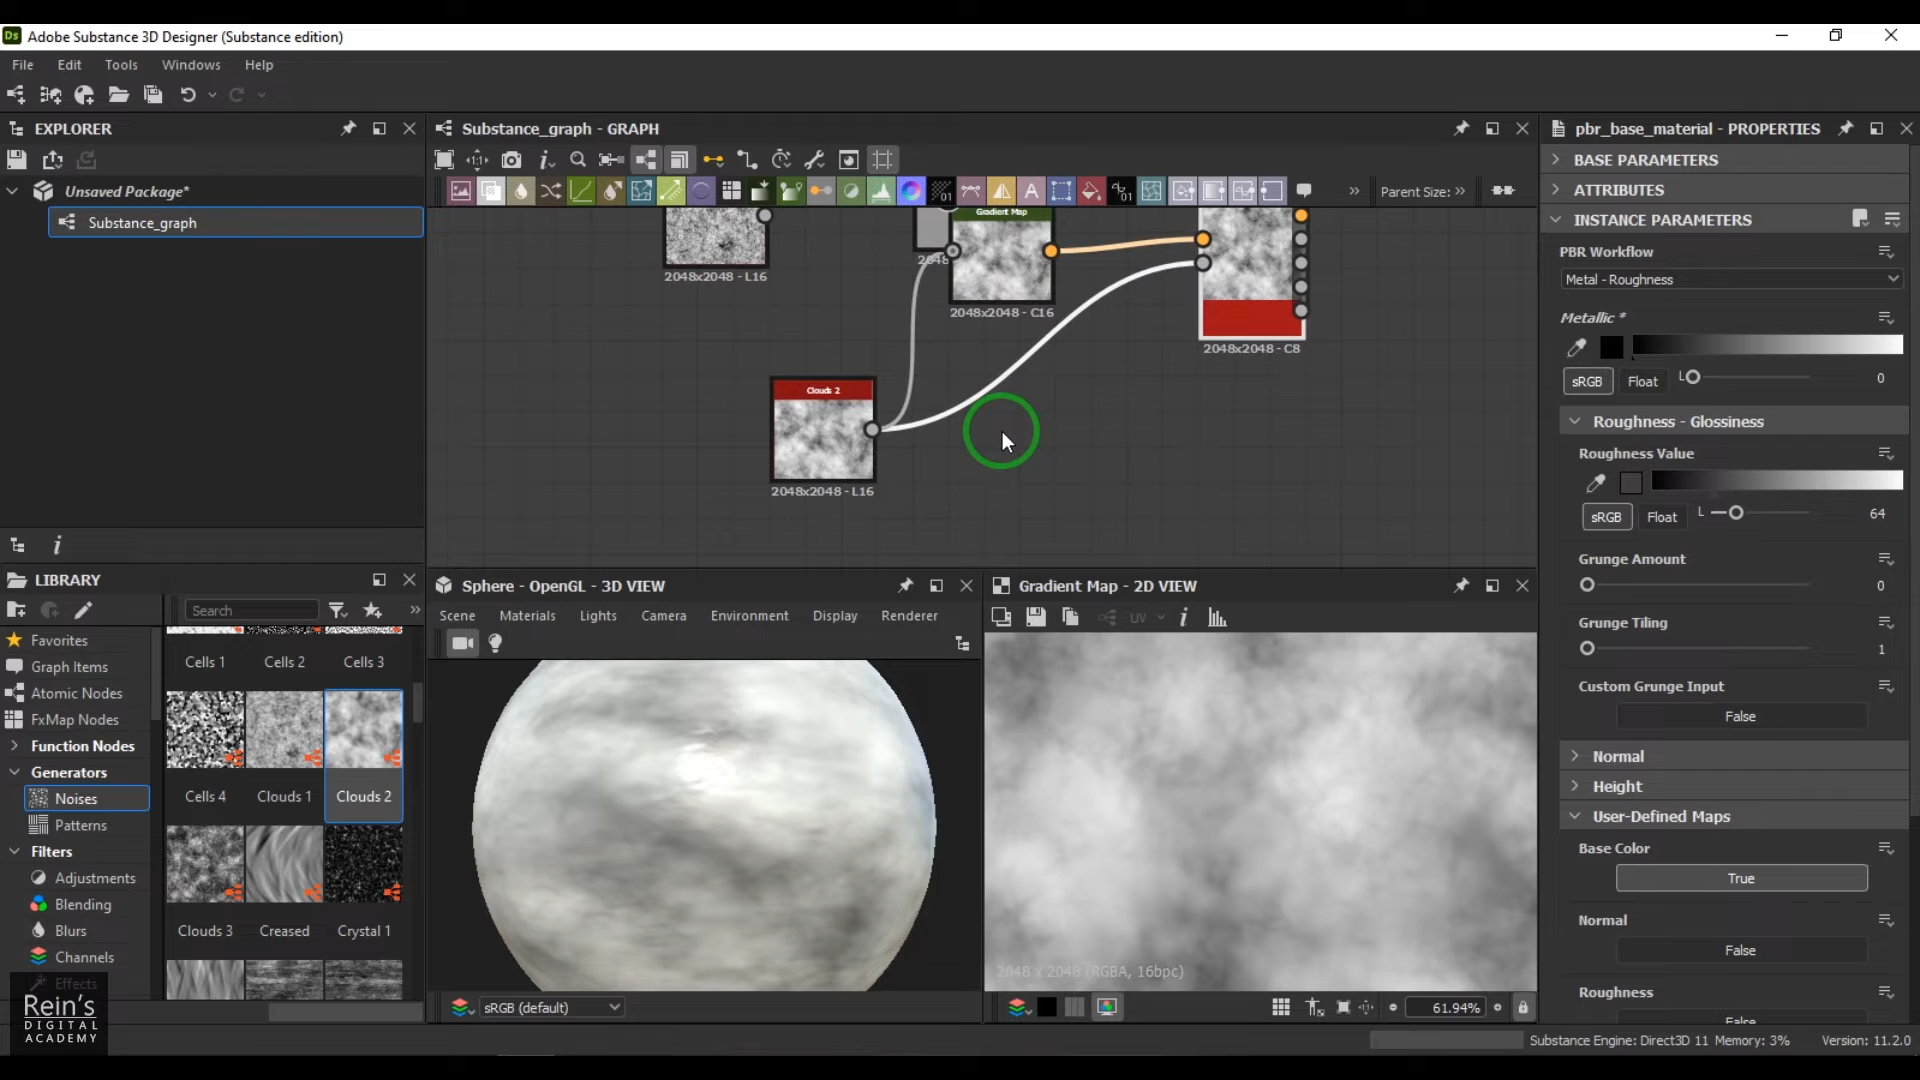 Ds Adobe Substance 3D Designer (Substance edition)
File Edit Tools Windows Help
EXPLORER
Unsaved Package*
Substance_graph
LIBRARY
Search
Favorites
Graph Items
Atomic Nodes
FxMap Nodes
Function Nodes
Generators
Noises
Patterns
Filters
Adjustments
Blending
Blurs
Channels
Effects
Cells 1 Cells 2 Cells 3
Cells 4 Clouds 1 Clouds 2
Clouds 3 Creased Crystal 1
Rein's
DIGITAL
ACADEMY
Substance_graph - GRAPH
Parent Size:
Gradient Map
2048x2048 - L16
2048
2048x2048 - C16
2048x2048 - C8
Clouds 2
2048x2048 - L16
Sphere - OpenGL - 3D VIEW
Scene Materials Lights Camera Environment Display Renderer
sRGB (default)
Gradient Map - 2D VIEW
UV
2048 x 2048 (RGBA, 16bpc)
61.94%
pbr_base_material - PROPERTIES
BASE PARAMETERS
ATTRIBUTES
INSTANCE PARAMETERS
PBR Workflow
Metal - Roughness
Metallic *
sRGB Float L 0
Roughness - Glossiness
Roughness Value
sRGB Float L 64
Grunge Amount
0
Grunge Tiling
1
Custom Grunge Input
False
Normal
Height
User-Defined Maps
Base Color
True
Normal
False
Roughness
False
Substance Engine: Direct3D 11 Memory: 3% Version: 11.2.0